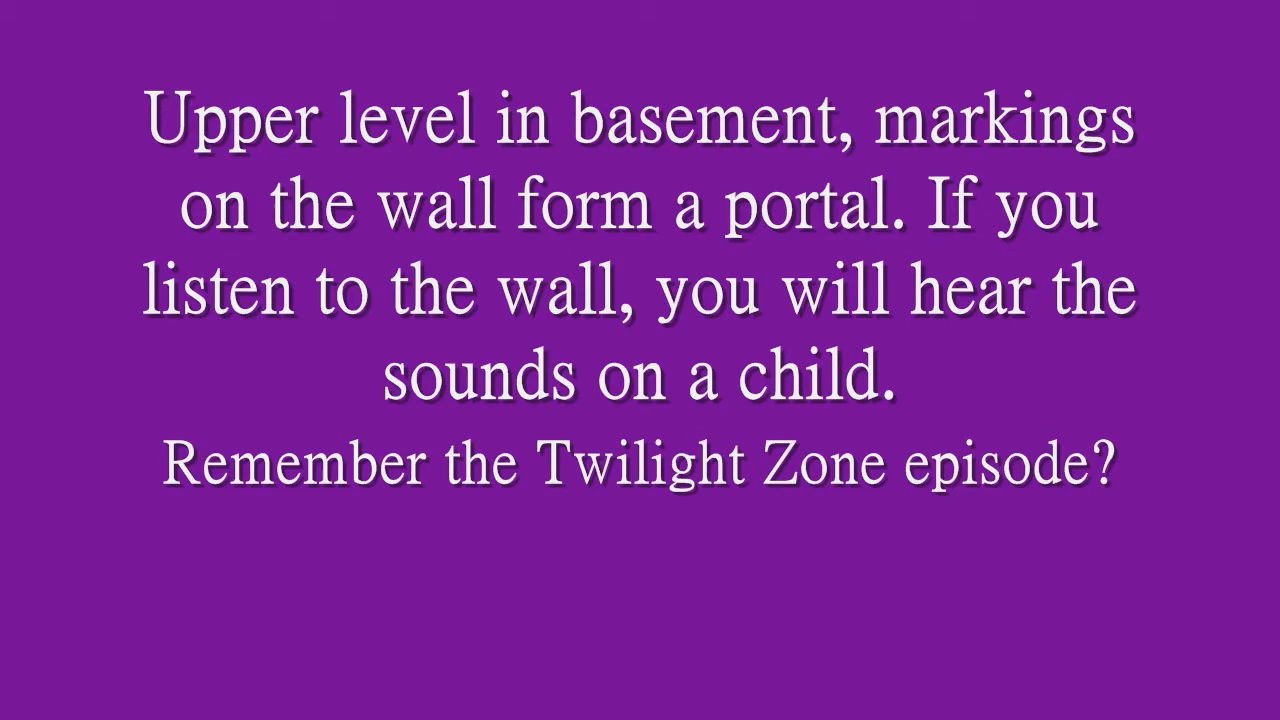 Upper level in basement, markings
on the wall form a portal. If you
listen to the wall, you will hear the
sounds on a child.
Remember the Twilight Zone episode?